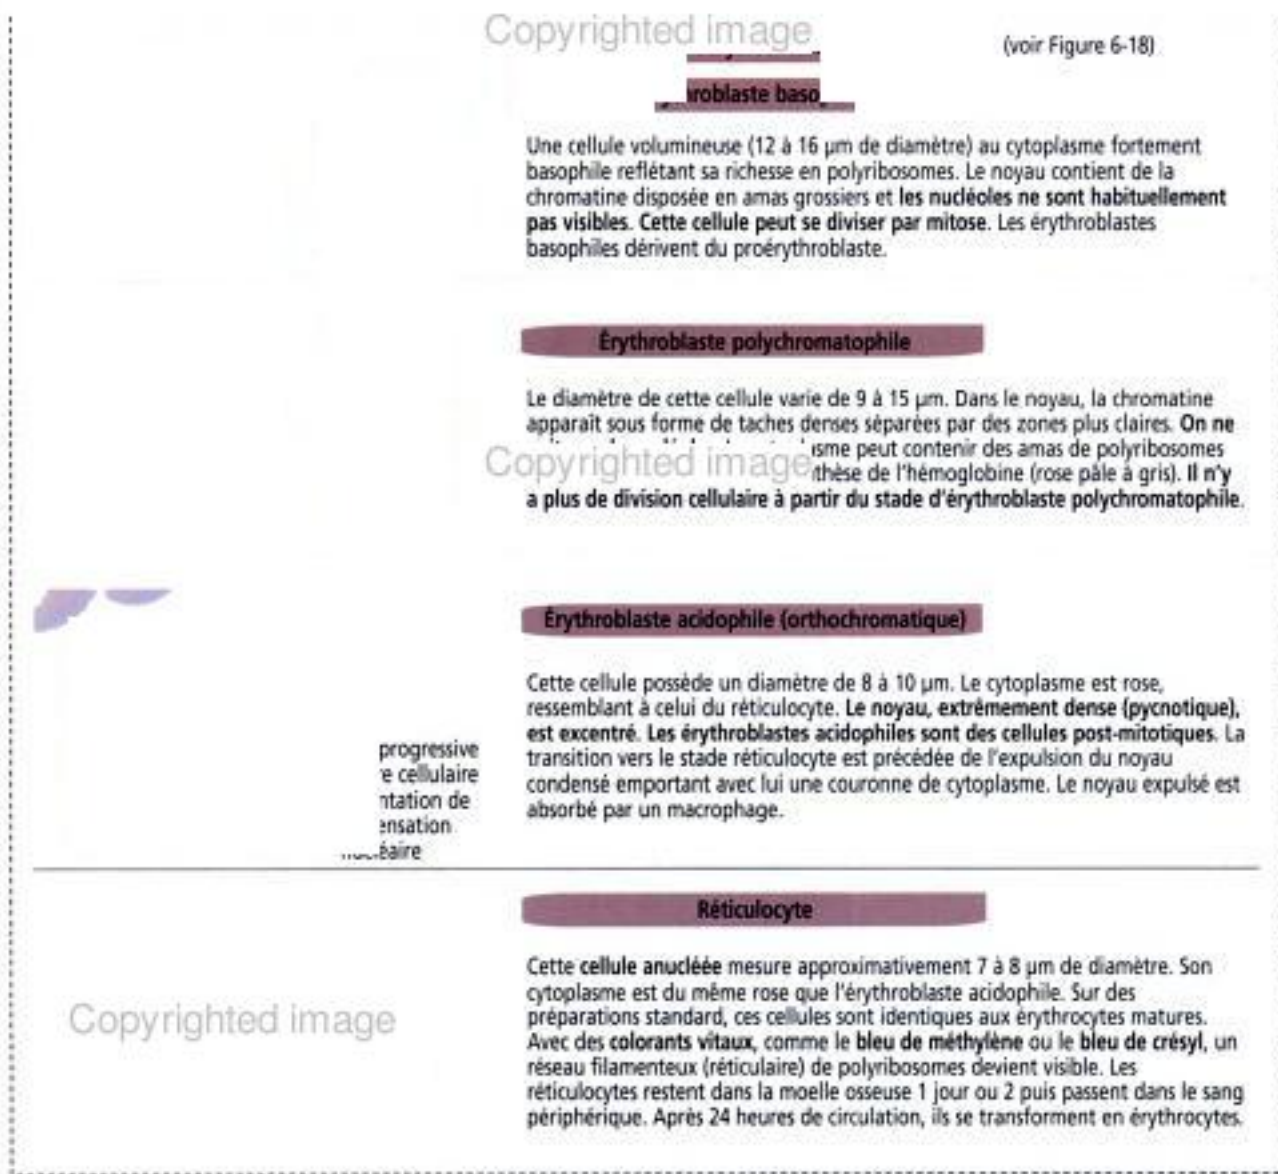 Copyrighted image
(voir Figure 6-18)
Une cellule volumineuse (12 à 16 µm de diamètre) au cytoplasme fortement
basophile reflétant sa richesse en polyribosomes. Le noyau contient de la
chromatine disposée en amas grossiers et les nucléoles ne sont habituellement
pas visibles. Cette cellule peut se diviser par mitose. Les érythroblastes
basophiles dérivent du proérythroblaste.
Érythroblaste polychromatophile
Le diamètre de cette cellule varie de 9 à 15 µm. Dans le noyau, la chromatine
apparaît sous forme de taches denses séparées par des zones plus claires. On ne
peut contenir des amas de polyribosomes
Copyrighted image
de l'hémoglobine (rose pâle à gris). Il n'y
a plus de division cellulaire à partir du stade d'érythroblaste polychromatophile.
Érythroblaste acidophile (orthochromatique)
Cette cellule possède un diamètre de 8 à 10 µm. Le cytoplasme est rose,
ressemblant à celui du réticulocyte. Le noyau, extrêmement dense (pycnotique),
est excentré. Les érythroblastes acidophiles sont des cellules post-mitotiques. La
transition vers le stade réticulocyte est précédée de l'expulsion du noyau
condensé emportant avec lui une couronne de cytoplasme. Le noyau expulsé est
absorbé par un macrophage.
progressive
cellulaire
de
Réticulocyte
Cette cellule anucléée mesure approximativement 7 à 8 µm de diamètre. Son
cytoplasme est du même rose que l'érythroblaste acidophile. Sur des
préparations standard, ces cellules sont identiques aux érythrocytes matures.
Avec des colorants vitaux, comme le bleu de méthylène ou le bleu de crésyl, un
réseau filamenteux (réticulaire) de polyribosomes devient visible. Les
réticulocytes restent dans la moelle osseuse 1 jour ou 2 puis passent dans le sang
périphérique. Après 24 heures de circulation, ils se transforment en érythrocytes.
Copyrighted image